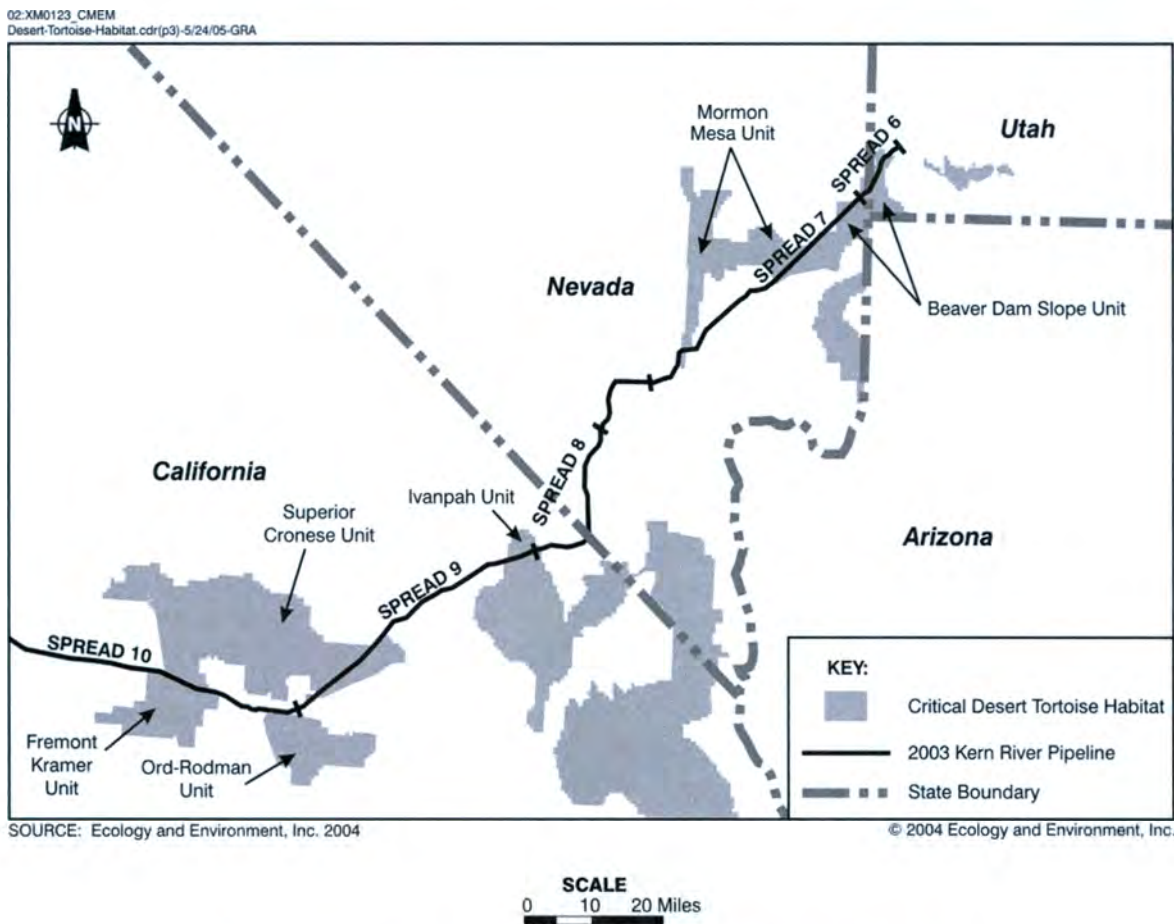 02:XM0123_CMEM
Desert-Tortoise-Habitat.cdr(p3)-5/24/05-GRA
N
Mormon
Mesa Unit
SPREAD 6
Utah
SPREAD 7
Nevada
Beaver Dam Slope Unit
SPREAD 8
California
Ivanpah Unit
Superior
Cronese Unit
Arizona
SPREAD 9
SPREAD 10
Fremont
Kramer
Unit
Ord-Rodman
Unit
KEY:
Critical Desert Tortoise Habitat
2003 Kern River Pipeline
State Boundary
SOURCE: Ecology and Environment, Inc. 2004
© 2004 Ecology and Environment, Inc.
SCALE
0 10 20 Miles